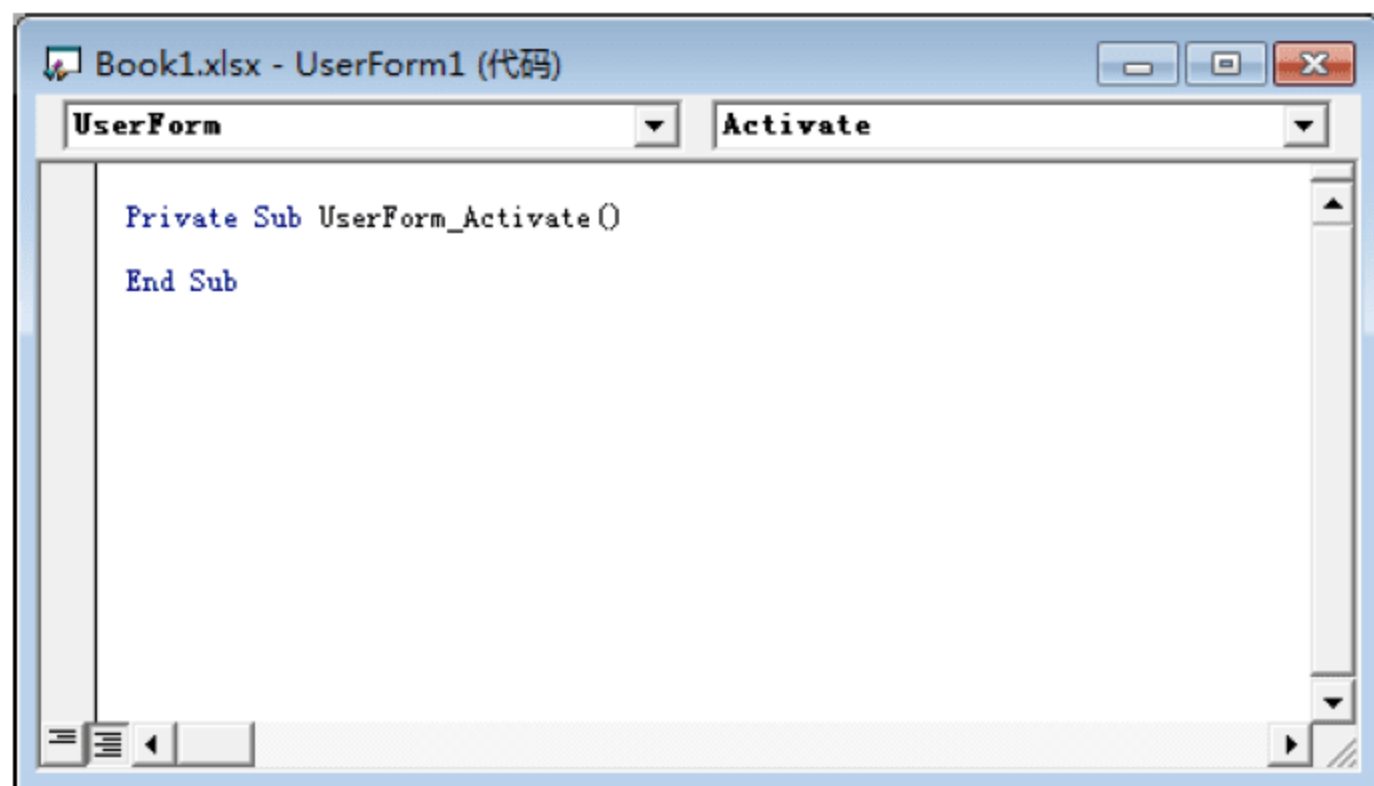 Book1.xlsx - UserForm1 (代码)
UserForm Activate
Private Sub UserForm_Activate()
End Sub